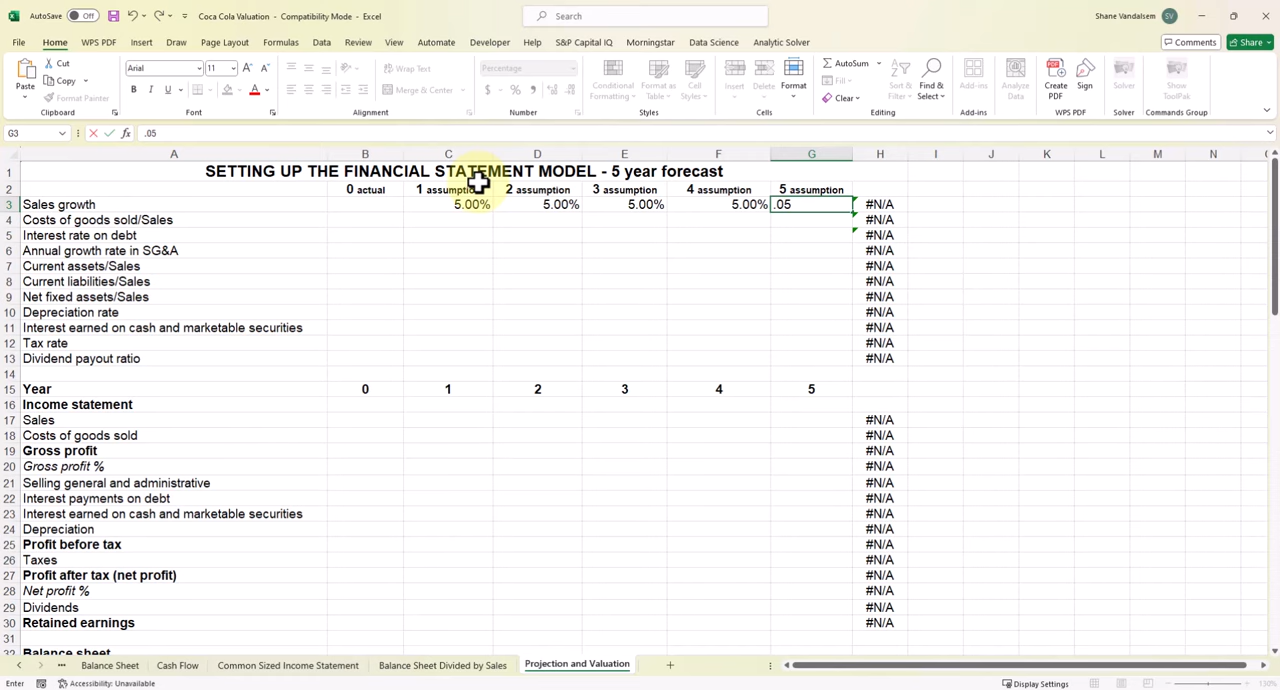 AutoSave Off Coca Cola Valuation - Compatibility Mode - Excel Search Shane Vandalsem SV
File Home WPS PDF Insert Draw Page Layout Formulas Data Review View Automate Developer Help S&P Capital IQ Morningstar Data Science Analytic Solver Comments Share
Paste Cut Copy Format Painter Clipboard
Arial 11 B I U Font
Wrap Text Merge & Center Alignment
Percentage $ % Number
Conditional Formatting Format as Table Cell Styles Styles
Insert Delete Format Cells
AutoSum Fill Clear Sort & Filter Find & Select Editing
Add-ins Add-ins
Analyze Data
Create PDF Sign WPS PDF
Solver Solver
Show ToolPak Commands Group
G3 fx .05
A B C D E F G H I J K L M N
1 SETTING UP THE FINANCIAL STATEMENT MODEL - 5 year forecast
2 0 actual 1 assumption 2 assumption 3 assumption 4 assumption 5 assumption
3 Sales growth 5.00% 5.00% 5.00% 5.00% .05 #N/A
4 Costs of goods sold/Sales #N/A
5 Interest rate on debt #N/A
6 Annual growth rate in SG&A #N/A
7 Current assets/Sales #N/A
8 Current liabilities/Sales #N/A
9 Net fixed assets/Sales #N/A
10 Depreciation rate #N/A
11 Interest earned on cash and marketable securities #N/A
12 Tax rate #N/A
13 Dividend payout ratio #N/A
14
15 Year 0 1 2 3 4 5
16 Income statement
17 Sales #N/A
18 Costs of goods sold #N/A
19 Gross profit #N/A
20 Gross profit % #N/A
21 Selling general and administrative #N/A
22 Interest payments on debt #N/A
23 Interest earned on cash and marketable securities #N/A
24 Depreciation #N/A
25 Profit before tax #N/A
26 Taxes #N/A
27 Profit after tax (net profit) #N/A
28 Net profit % #N/A
29 Dividends #N/A
30 Retained earnings #N/A
31
32 Balance sheet
Balance Sheet Cash Flow Common Sized Income Statement Balance Sheet Divided by Sales Projection and Valuation
Enter Accessibility: Unavailable Display Settings 130%